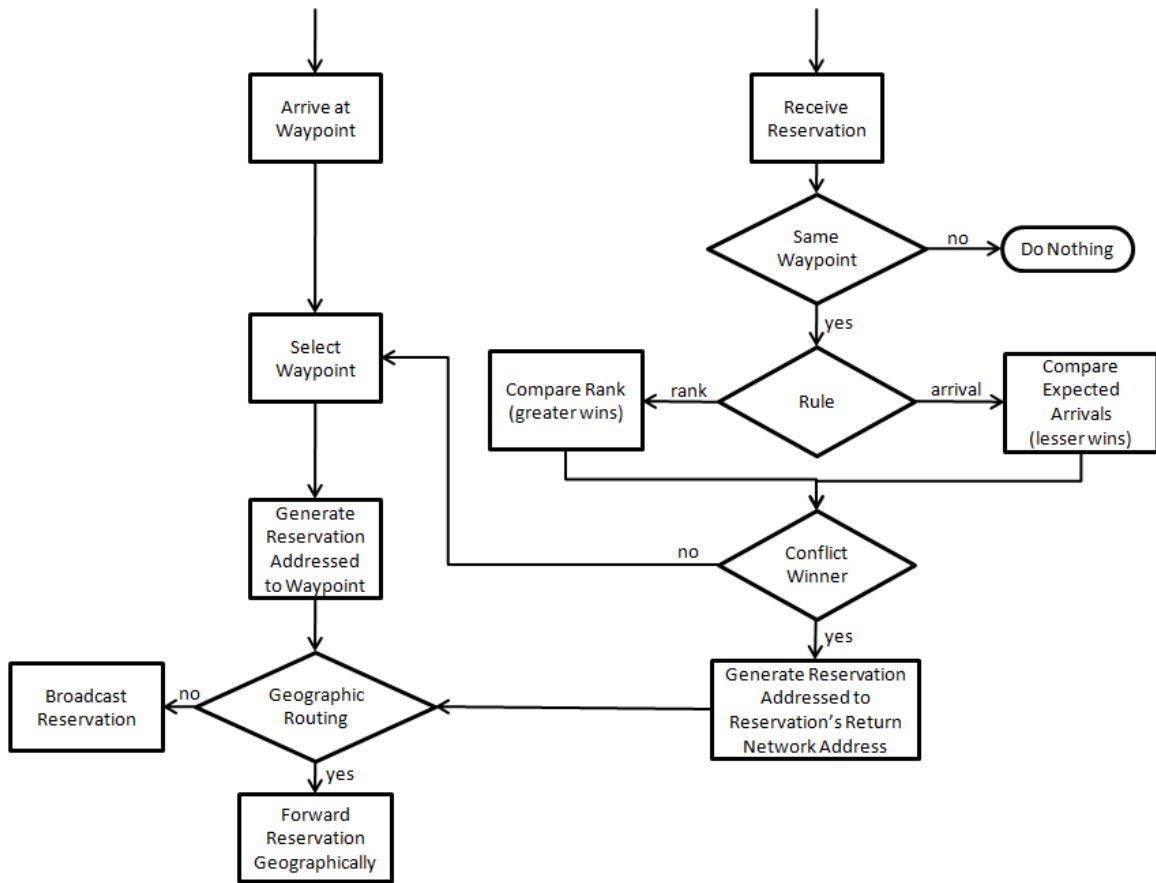 Arrive at
Waypoint
Receive
Reservation
Same
Waypoint
no
Do Nothing
yes
Select
Waypoint
Compare Rank
(greater wins)
rank
Rule
arrival
Compare
Expected
Arrivals
(lesser wins)
Generate
Reservation
Addressed
to Waypoint
no
Conflict
Winner
yes
Broadcast
Reservation
no
Geographic
Routing
Generate Reservation
Addressed to
Reservation's Return
Network Address
yes
Forward
Reservation
Geographically